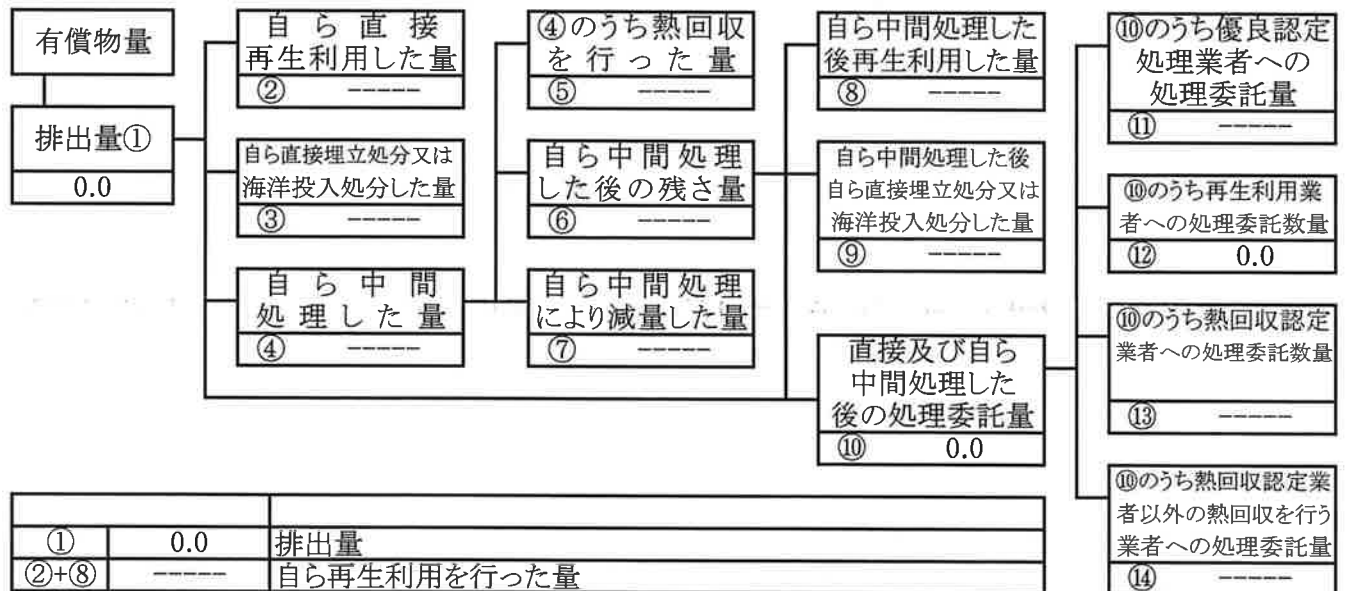 有償物量
排出量①
0.0
自ら直接
再生利用した量
② -----
自ら直接埋立処分又は
海洋投入処分した量
③ -----
自ら中間
処理した量
④ -----
④のうち熱回収
を行った量
⑤ -----
自ら中間処理
した後の残さ量
⑥ -----
自ら中間処理
により減量した量
⑦ -----
自ら中間処理した
後再生利用した量
⑧ -----
自ら中間処理した後
自ら直接埋立処分又は
海洋投入処分した量
⑨ -----
直接及び自ら
中間処理した
後の処理委託量
⑩ 0.0
⑩のうち優良認定
処理業者への
処理委託量
⑪ -----
⑩のうち再生利用業
者への処理委託数量
⑫ 0.0
⑩のうち熱回収認定
業者への処理委託数量
⑬ -----
⑩のうち熱回収認定業
者以外の熱回収を行う
業者への処理委託量
⑭ -----
① 0.0 排出量
②+⑧ ----- 自ら再生利用を行った量